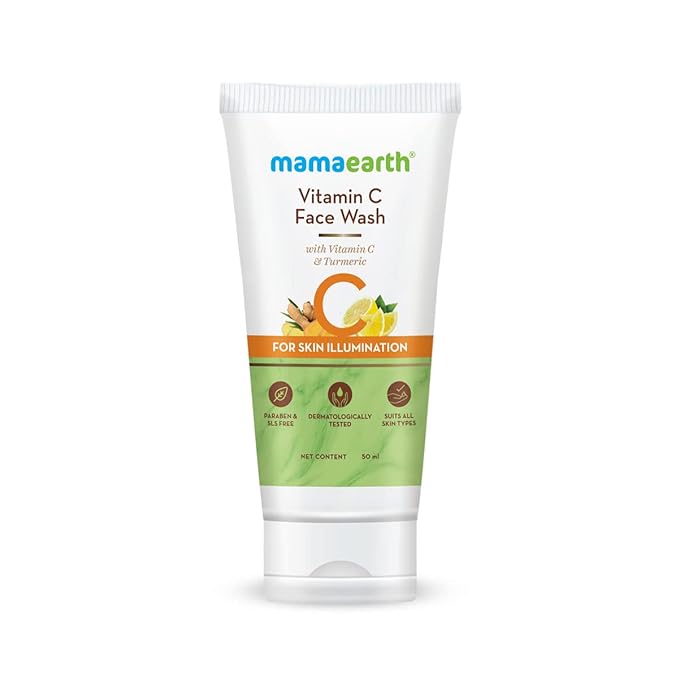 mamaearth®
Vitamin C
Face Wash
with Vitamin C
& Turmeric
C
FOR SKIN ILLUMINATION
PARABEN &
SLS FREE
DERMATOLOGICALLY
TESTED
SUITS ALL
SKIN TYPES
NET CONTENT 50 ml